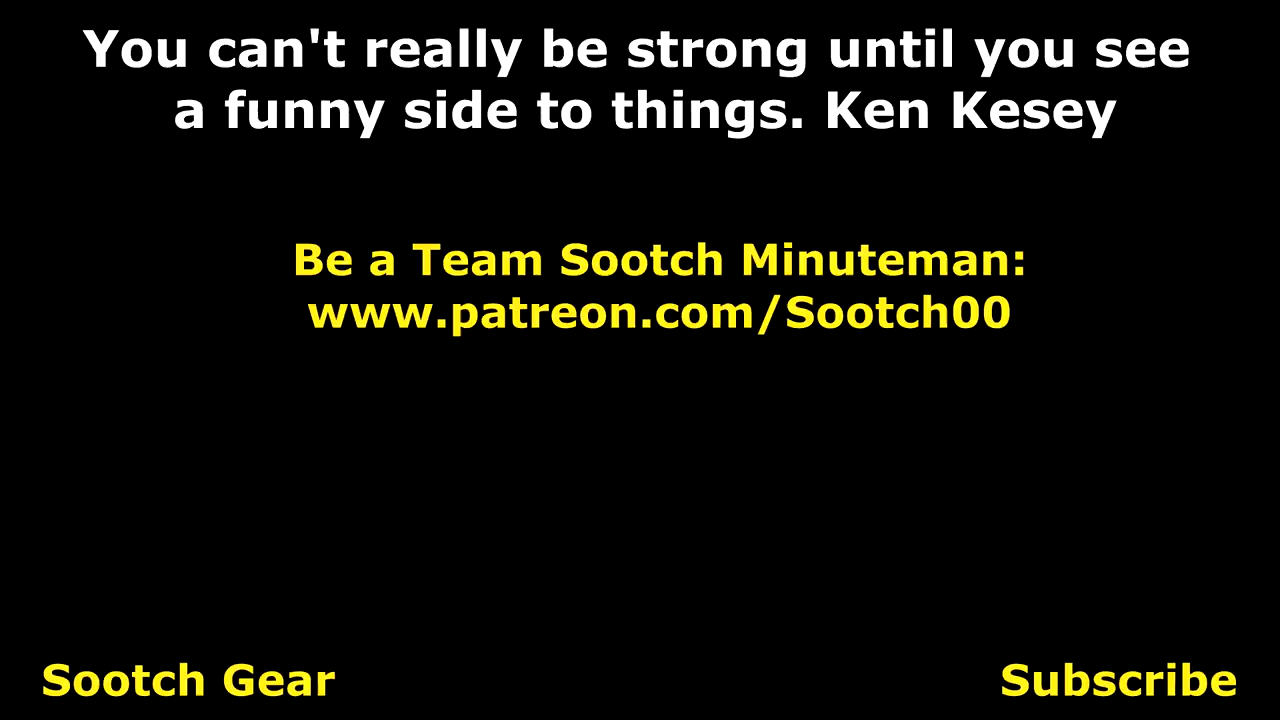 You can't really be strong until you see
a funny side to things. Ken Kesey
Be a Team Sootch Minuteman:
www.patreon.com/Sootch00
Sootch Gear
Subscribe